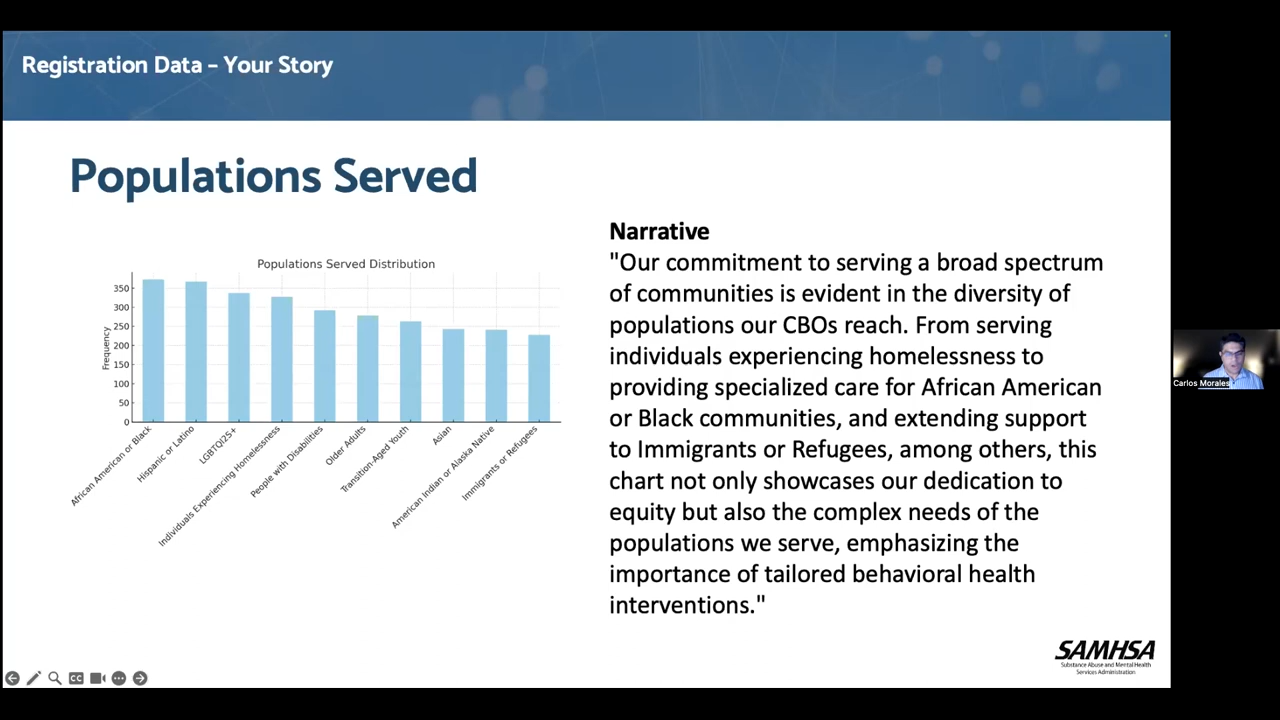 Registration Data – Your Story
Populations Served
Populations Served Distribution
Frequency
350
300
250
200
150
100
50
0
African American or Black
Hispanic or Latino
LGBTQI2S+
Individuals Experiencing Homelessness
People with Disabilities
Older Adults
Transition-Aged Youth
Asian
American Indian or Alaska Native
Immigrants or Refugees
Narrative
"Our commitment to serving a broad spectrum
of communities is evident in the diversity of
populations our CBOs reach. From serving
individuals experiencing homelessness to
providing specialized care for African American
or Black communities, and extending support
to Immigrants or Refugees, among others, this
chart not only showcases our dedication to
equity but also the complex needs of the
populations we serve, emphasizing the
importance of tailored behavioral health
interventions."
SAMHSA
Substance Abuse and Mental Health
Services Administration
CC
Carlos Morales